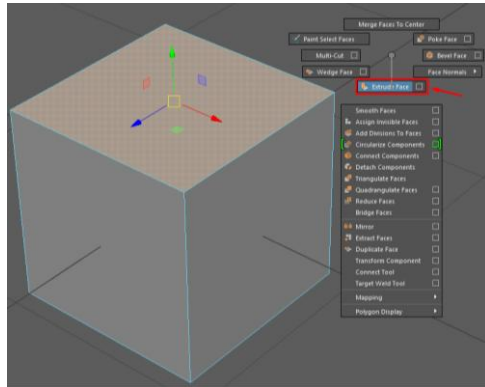 Merge Faces To Center
Paint Select Faces
Poke Face
Multi-Cut
Bevel Face
Wedge Face
Face Normals
Extrude Face
Smooth Faces
Assign Invisible Faces
Add Divisions To Faces
Circularize Components
Connect Components
Detach Components
Triangulate Faces
Quadrangulate Faces
Reduce Faces
Bridge Faces
Mirror
Extract Faces
Duplicate Face
Transform Component
Connect Tool
Target Weld Tool
Mapping
Polygon Display